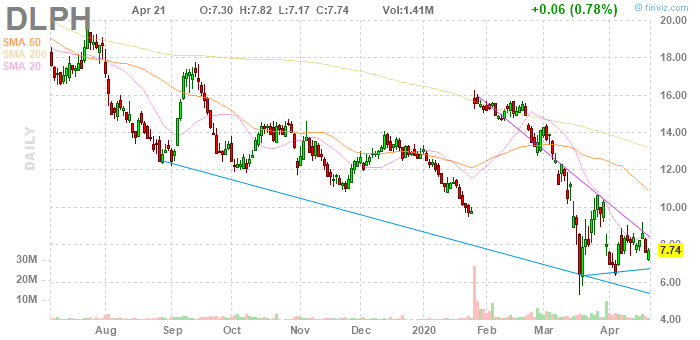 DLPH Apr 21 O:7.30 H:7.82 L:7.17 C:7.74 Vol:1.41M +0.06 (0.78%) © finviz.com
SMA 50
SMA 200
SMA 20
DAILY
20.00
18.00
16.00
14.00
12.00
10.00
8.00
7.74
6.00
4.00
30M
20M
10M
Aug Sep Oct Nov Dec 2020 Feb Mar Apr